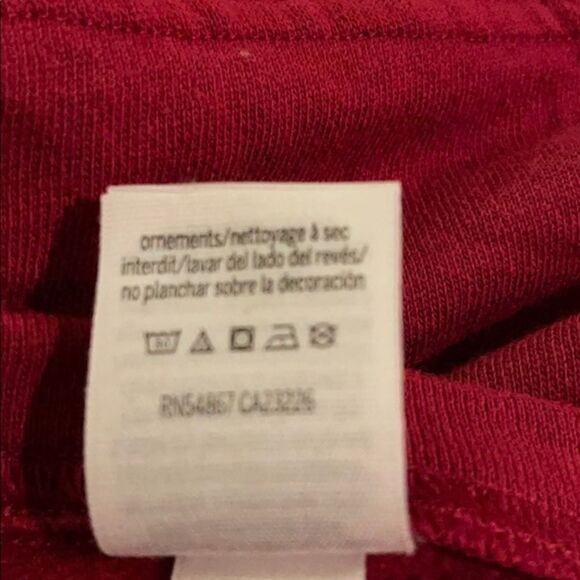 ornements/nettoyage à sec
interdit/lavar del lado del revés/
no planchar sobre la decoración
RN54867 CA23226